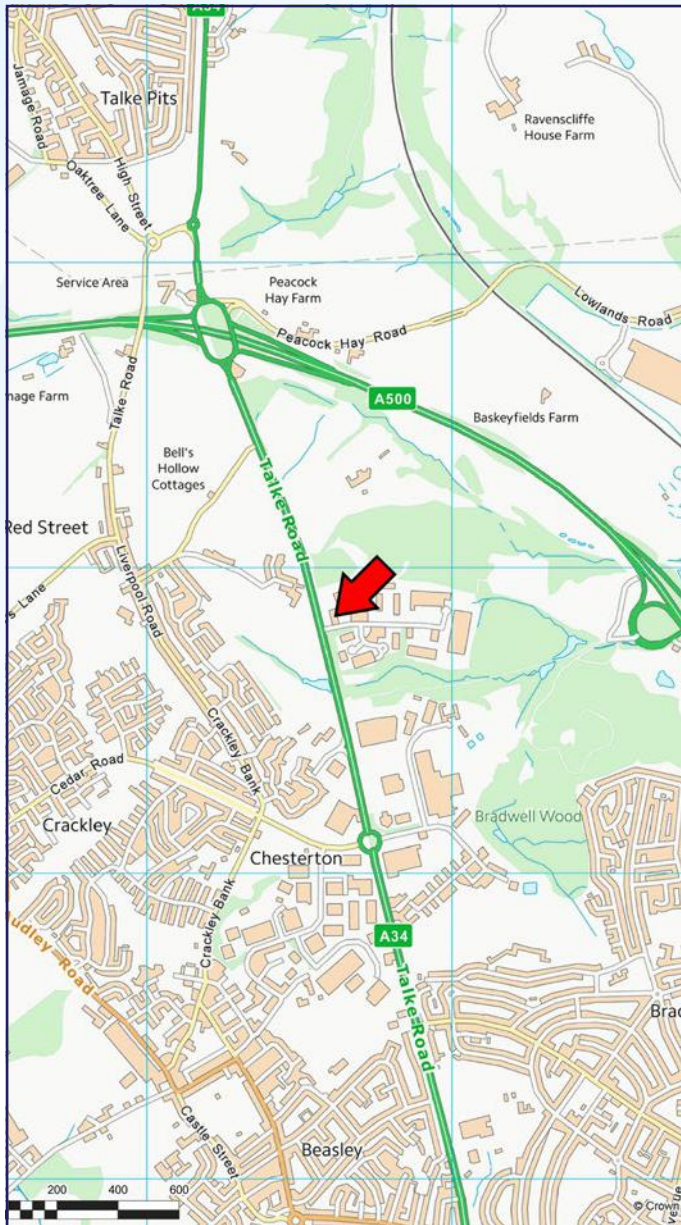 A34
Talke Pits
Jamage Road
High Street
Oaktree Lane
Ravenscliffe
House Farm
Service Area
Peacock
Hay Farm
Peacock Hay Road
Lowlands Road
Talke Road
mage Farm
A500
Baskeyfields Farm
Bell's
Hollow
Cottages
Talke Road
Red Street
Liverpool Road
s Lane
Crackley Bank
Cedar Road
Crackley
Bradwell Wood
Chesterton
Crackley Bank
A34
udley Road
Talke Road
Brad
Castle Street
Beasley
200
400
600
© Crown
venue